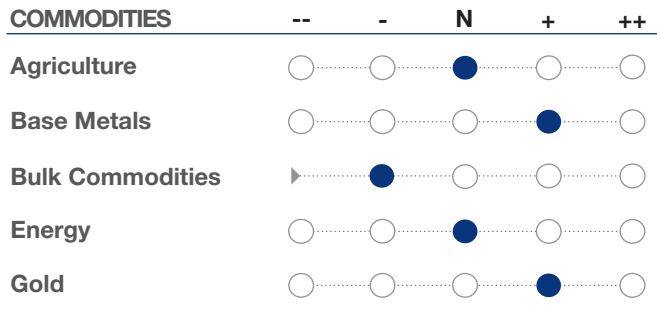 COMMODITIES -- - N + ++
Agriculture
Base Metals
Bulk Commodities
Energy
Gold